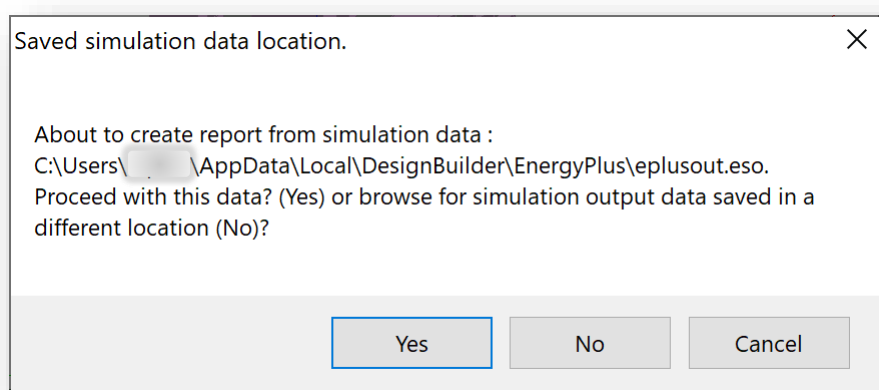 Saved simulation data location.
About to create report from simulation data :
C:\Users\ \AppData\Local\DesignBuilder\EnergyPlus\eplusout.eso.
Proceed with this data? (Yes) or browse for simulation output data saved in a
different location (No)?
Yes
No
Cancel